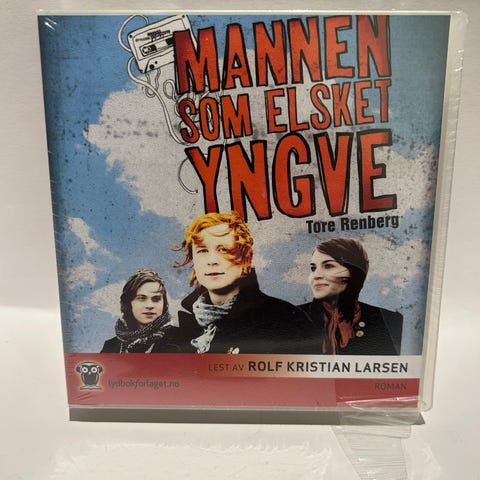 MANNEN
SOM ELSKET
YNGVE
Tore Renberg
LEST AV ROLF KRISTIAN LARSEN
lydbokforlaget.no
ROMAN